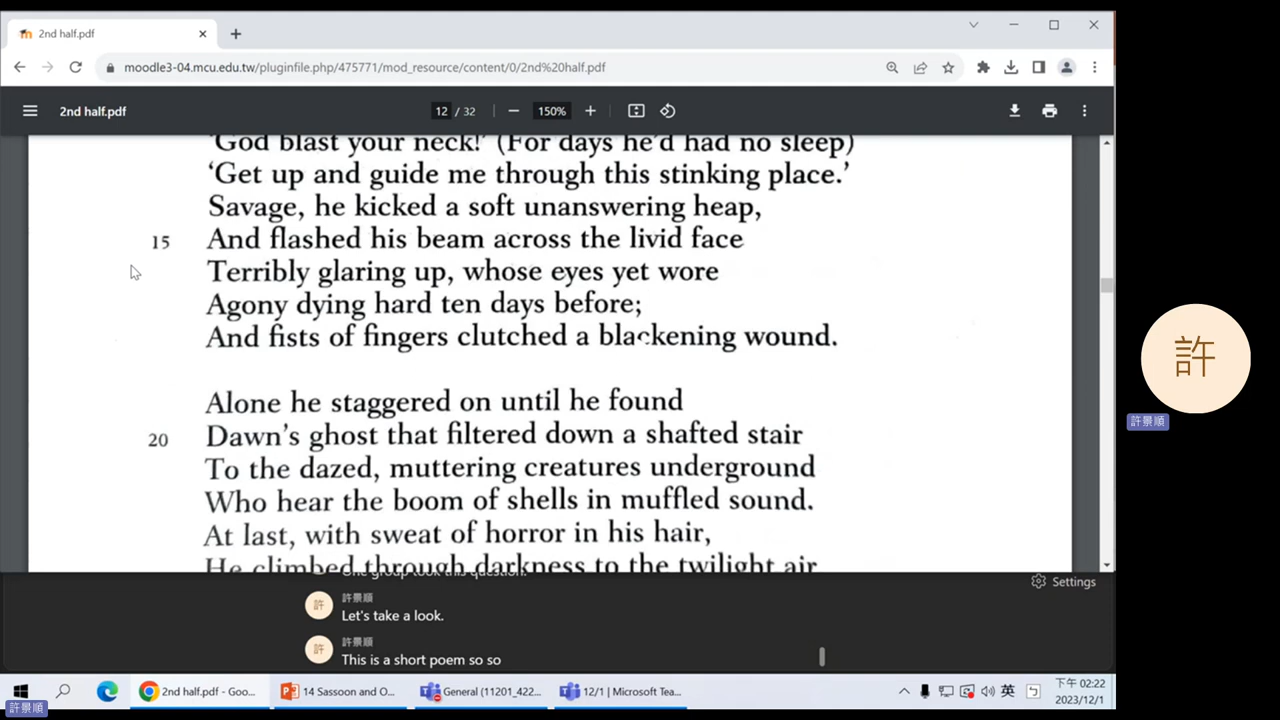 2nd half.pdf
moodle3-04.mcu.edu.tw/pluginfile.php/475771/mod_resource/content/0/2nd%20half.pdf
2nd half.pdf
12 / 32
150%
'God blast your neck!' (For days he'd had no sleep)
'Get up and guide me through this stinking place.'
Savage, he kicked a soft unanswering heap,
15 And flashed his beam across the livid face
Terribly glaring up, whose eyes yet wore
Agony dying hard ten days before;
And fists of fingers clutched a blackening wound.
Alone he staggered on until he found
20 Dawn's ghost that filtered down a shafted stair
To the dazed, muttering creatures underground
Who hear the boom of shells in muffled sound.
At last, with sweat of horror in his hair,
He climbed through darkness to the twilight air
許
許景順
One group took this question.
Settings
許 許景順
Let's take a look.
許 許景順
This is a short poem so so
2nd half.pdf - Goo...
14 Sassoon and O...
General (11201_422...
12/1 | Microsoft Tea...
英
下午 02:22
2023/12/1
許景順